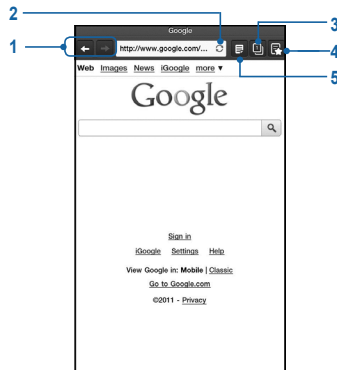 2
3
Google
1
http://www.google.com/...
4
5
Web Images News iGoogle more ▼
Google
Sign in
iGoogle Settings Help
View Google in: Mobile | Classic
Go to Google.com
©2011 - Privacy